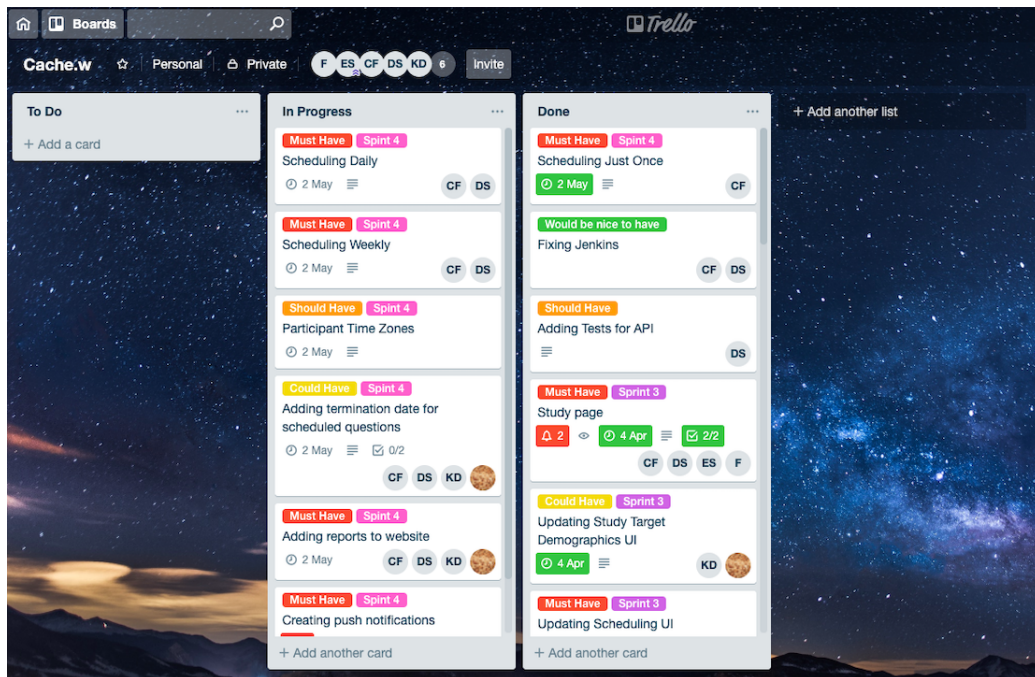 Boards
Trello
Cache.w
Personal
Private
F ES CF DS KD 6
Invite
To Do
+ Add a card
In Progress
Must Have Spint 4
Scheduling Daily
2 May
CF DS
Must Have Spint 4
Scheduling Weekly
2 May
CF DS
Should Have Spint 4
Participant Time Zones
2 May
Could Have Spint 4
Adding termination date for
scheduled questions
2 May 0/2
CF DS KD
Must Have Spint 4
Adding reports to website
2 May
CF DS KD
Must Have Spint 4
Creating push notifications
+ Add another card
Done
Must Have Spint 4
Scheduling Just Once
2 May
CF
Would be nice to have
Fixing Jenkins
CF DS
Should Have
Adding Tests for API
DS
Must Have Sprint 3
Study page
2 4 Apr 2/2
CF DS ES F
Could Have Sprint 3
Updating Study Target
Demographics UI
4 Apr
KD
Must Have Sprint 3
Updating Scheduling UI
+ Add another card
+ Add another list